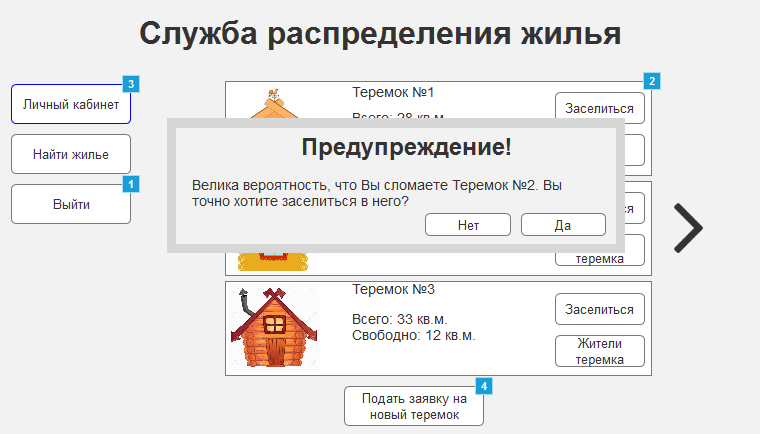 Служба распределения жилья
3
Личный кабинет
Найти жилье
1
Выйти
2
Теремок №1
Всего: 28 кв.м.
Заселиться
Предупреждение!
Велика вероятность, что Вы сломаете Теремок №2. Вы
точно хотите заселиться в него?
Нет
Да
теремка
Теремок №3
Всего: 33 кв.м.
Свободно: 12 кв.м.
Заселиться
Жители
теремка
4
Подать заявку на
новый теремок